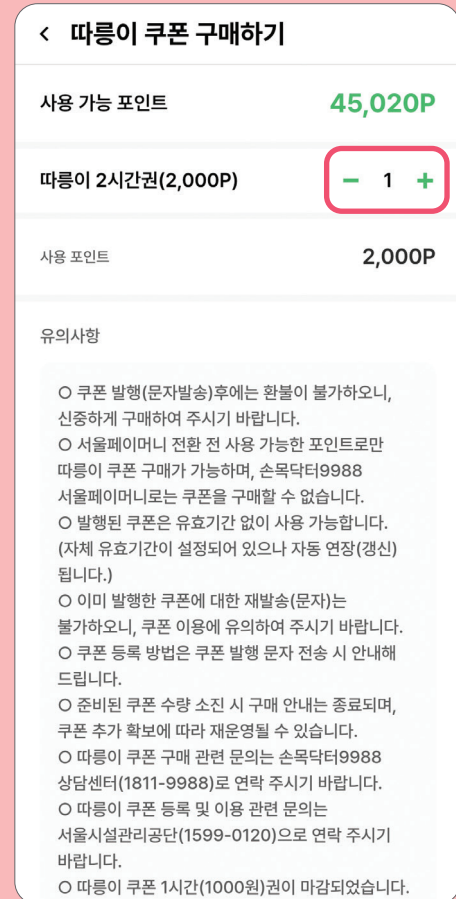 < 따릉이 쿠폰 구매하기
사용 가능 포인트 45,020P
따릉이 2시간권(2,000P) − 1 +
사용 포인트 2,000P
유의사항
○ 쿠폰 발행(문자발송)후에는 환불이 불가하오니,
신중하게 구매하여 주시기 바랍니다.
○ 서울페이머니 전환 전 사용 가능한 포인트로만
따릉이 쿠폰 구매가 가능하며, 손목닥터9988
서울페이머니로는 쿠폰을 구매할 수 없습니다.
○ 발행된 쿠폰은 유효기간 없이 사용 가능합니다.
(자체 유효기간이 설정되어 있으나 자동 연장(갱신)
됩니다.)
○ 이미 발행한 쿠폰에 대한 재발송(문자)는
불가하오니, 쿠폰 이용에 유의하여 주시기 바랍니다.
○ 쿠폰 등록 방법은 쿠폰 발행 문자 전송 시 안내해
드립니다.
○ 준비된 쿠폰 수량 소진 시 구매 안내는 종료되며,
쿠폰 추가 확보에 따라 재운영될 수 있습니다.
○ 따릉이 쿠폰 구매 관련 문의는 손목닥터9988
상담센터(1811-9988)로 연락 주시기 바랍니다.
○ 따릉이 쿠폰 등록 및 이용 관련 문의는
서울시설관리공단(1599-0120)으로 연락 주시기
바랍니다.
○ 따릉이 쿠폰 1시간(1000원)권이 마감되었습니다.